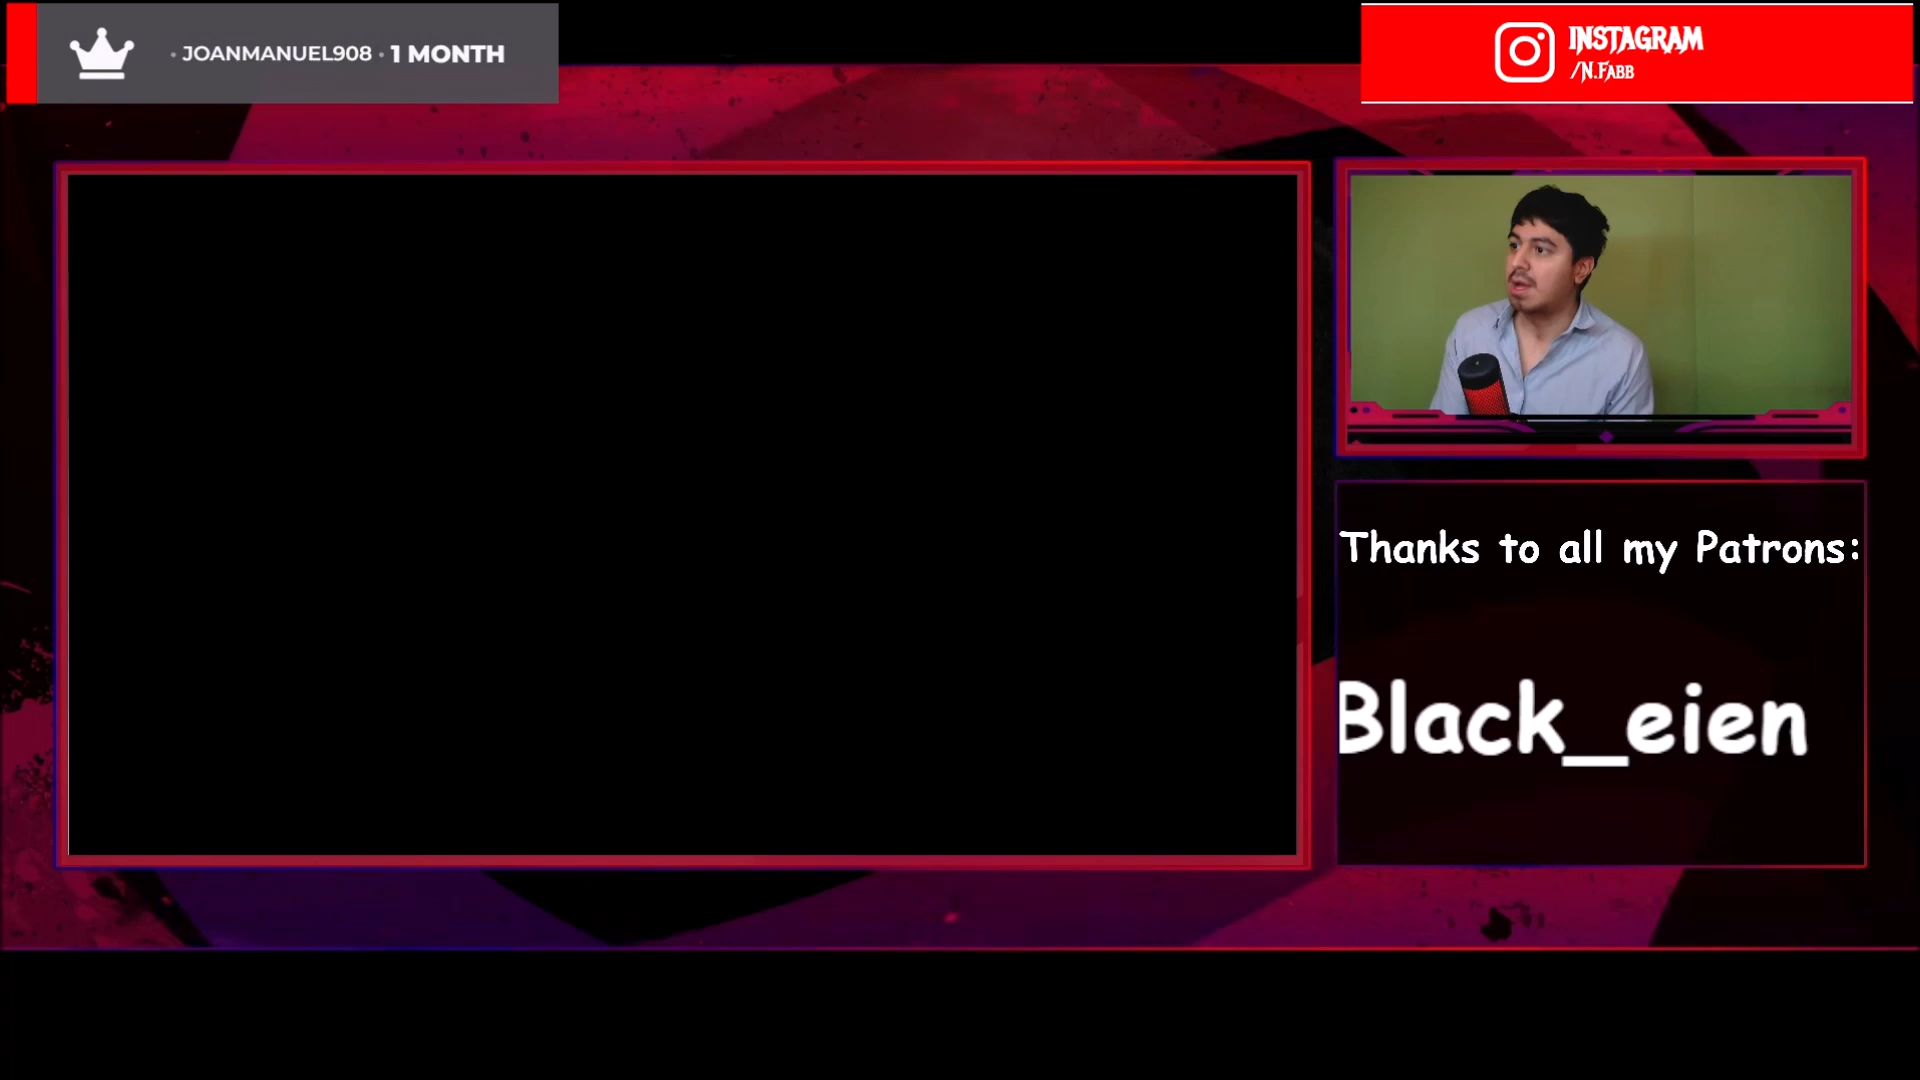 • JOANMANUEL908 • 1 MONTH
INSTAGRAM
/N.FABB
Thanks to all my Patrons:
Black_eien